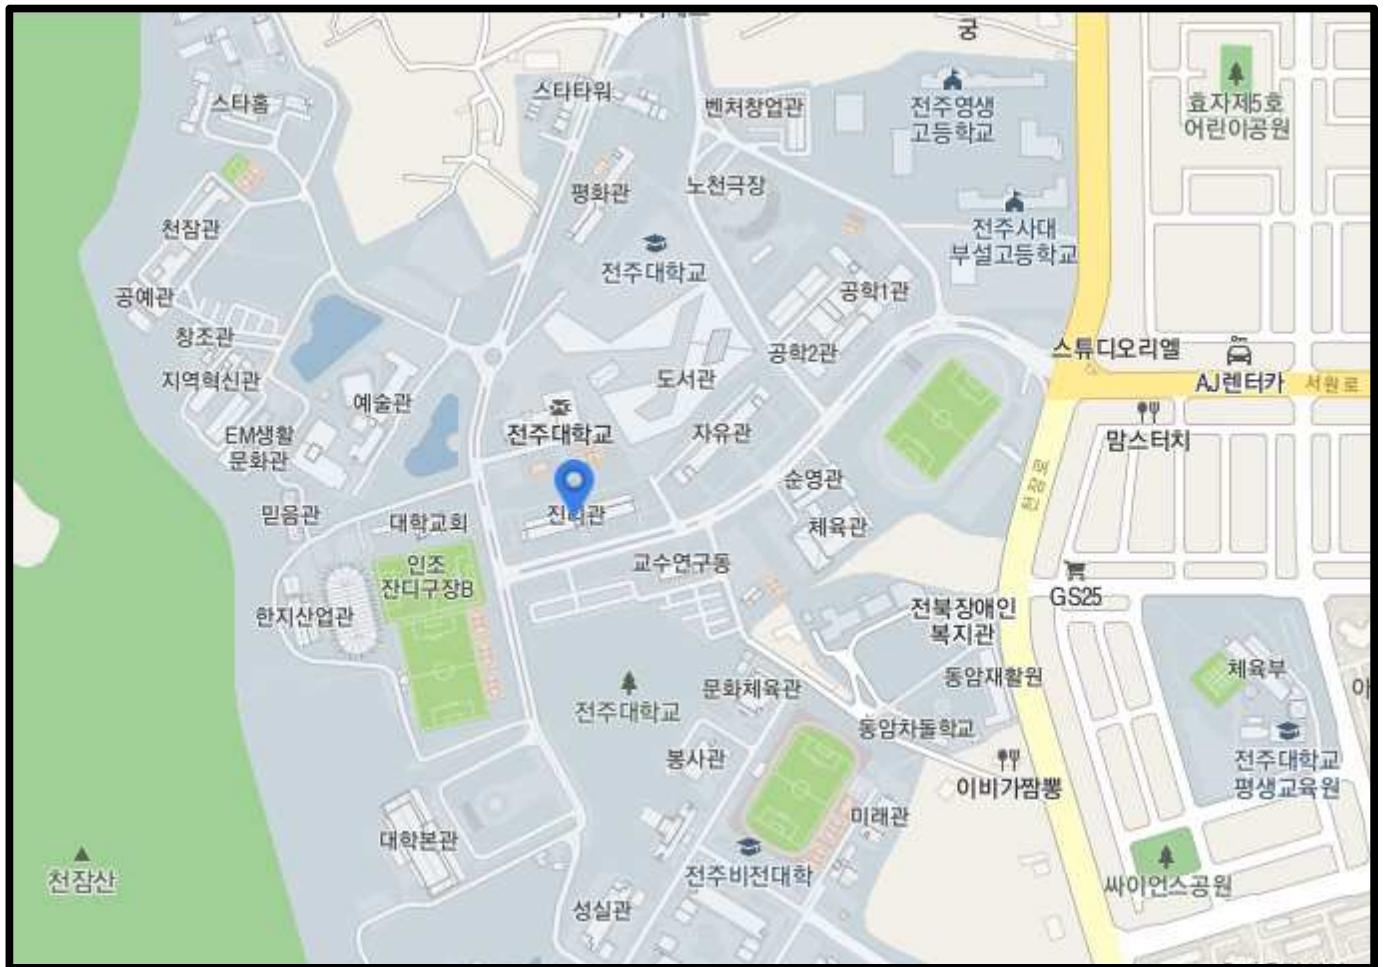 궁
스타홈
스타타워
벤처창업관
전주영생
고등학교
효자제5호
어린이공원
평화관
노천극장
천잠관
전주대학교
전주사대
부설고등학교
공예관
공학1관
창조관
지역혁신관
예술관
도서관
공학2관
스튜디오리엘
AJ렌터카
서원로
EM생활
문화관
전주대학교
자유관
맘스터치
순영관
천잠로
믿음관
대학교회
진리관
체육관
인조
잔디구장B
교수연구동
한지산업관
전북장애인
복지관
GS25
동암재활원
체육부
아
전주대학교
문화체육관
동암차돌학교
봉사관
이비가짬뽕
전주대학교
평생교육원
대학본관
미래관
천잠산
전주비전대학
싸이언스공원
성실관